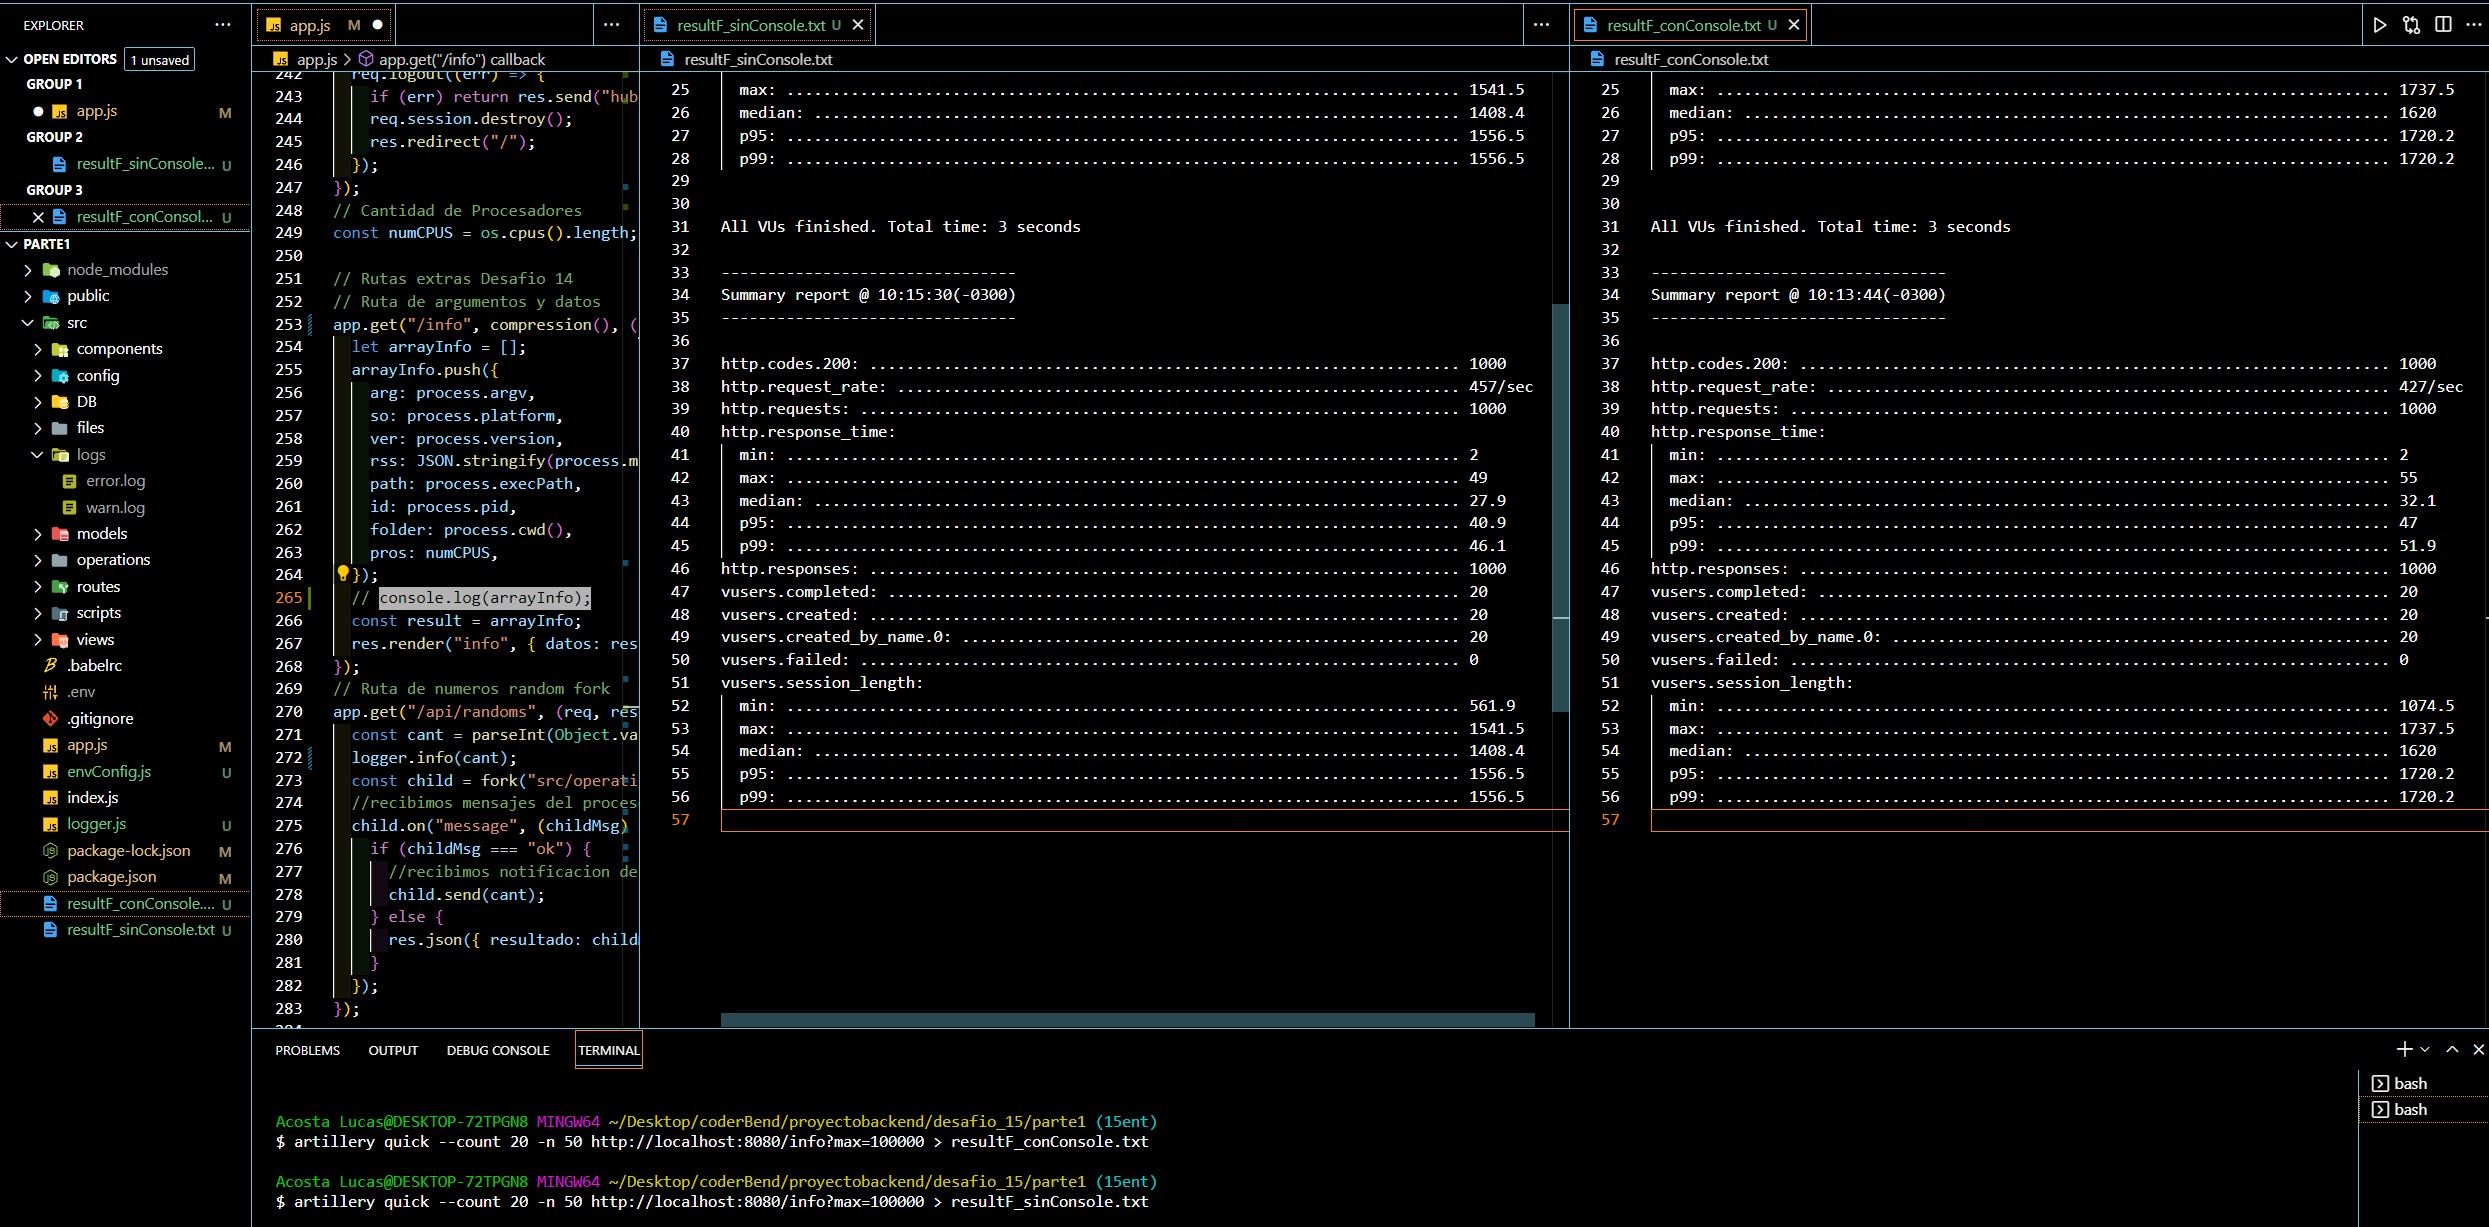 EXPLORER
OPEN EDITORS 1 unsaved
GROUP 1
app.js M
GROUP 2
resultF_sinConsole... U
GROUP 3
resultF_conConsol... U
PARTE1
node_modules
public
src
components
config
DB
files
logs
error.log
warn.log
models
operations
routes
scripts
views
.babelrc
.env
.gitignore
app.js M
envConfig.js U
index.js
logger.js U
package-lock.json M
package.json M
resultF_conConsole.... U
resultF_sinConsole.txt U
app.js M
app.js > app.get("/info") callback
242 req.logout((err) => {
243 if (err) return res.send("hub
244 req.session.destroy();
245 res.redirect("/");
246 });
247 });
248 // Cantidad de Procesadores
249 const numCPUS = os.cpus().length;
250
251 // Rutas extras Desafio 14
252 // Ruta de argumentos y datos
253 app.get("/info", compression(), (
254 let arrayInfo = [];
255 arrayInfo.push({
256 arg: process.argv,
257 so: process.platform,
258 ver: process.version,
259 rss: JSON.stringify(process.m
260 path: process.execPath,
261 id: process.pid,
262 folder: process.cwd(),
263 pros: numCPUS,
264 });
265 // console.log(arrayInfo);
266 const result = arrayInfo;
267 res.render("info", { datos: res
268 });
269 // Ruta de numeros random fork
270 app.get("/api/randoms", (req, res
271 const cant = parseInt(Object.va
272 logger.info(cant);
273 const child = fork("src/operati
274 //recibimos mensajes del proces
275 child.on("message", (childMsg)
276 if (childMsg === "ok") {
277 //recibimos notificacion de
278 child.send(cant);
279 } else {
280 res.json({ resultado: child
281 }
282 });
283 });
resultF_sinConsole.txt U
resultF_sinConsole.txt
25 max: ......................................................................... 1541.5
26 median: ...................................................................... 1408.4
27 p95: ......................................................................... 1556.5
28 p99: ......................................................................... 1556.5
29
30
31 All VUs finished. Total time: 3 seconds
32
33 --------------------------------
34 Summary report @ 10:15:30(-0300)
35 --------------------------------
36
37 http.codes.200: ................................................................ 1000
38 http.request_rate: ............................................................. 457/sec
39 http.requests: ................................................................. 1000
40 http.response_time:
41 min: ......................................................................... 2
42 max: ......................................................................... 49
43 median: ...................................................................... 27.9
44 p95: ......................................................................... 40.9
45 p99: ......................................................................... 46.1
46 http.responses: ................................................................ 1000
47 vusers.completed: .............................................................. 20
48 vusers.created: ................................................................ 20
49 vusers.created_by_name.0: ...................................................... 20
50 vusers.failed: ................................................................. 0
51 vusers.session_length:
52 min: ......................................................................... 561.9
53 max: ......................................................................... 1541.5
54 median: ...................................................................... 1408.4
55 p95: ......................................................................... 1556.5
56 p99: ......................................................................... 1556.5
57
resultF_conConsole.txt U
resultF_conConsole.txt
25 max: ......................................................................... 1737.5
26 median: ...................................................................... 1620
27 p95: ......................................................................... 1720.2
28 p99: ......................................................................... 1720.2
29
30
31 All VUs finished. Total time: 3 seconds
32
33 --------------------------------
34 Summary report @ 10:13:44(-0300)
35 --------------------------------
36
37 http.codes.200: ................................................................ 1000
38 http.request_rate: ............................................................. 427/sec
39 http.requests: ................................................................. 1000
40 http.response_time:
41 min: ......................................................................... 2
42 max: ......................................................................... 55
43 median: ...................................................................... 32.1
44 p95: ......................................................................... 47
45 p99: ......................................................................... 51.9
46 http.responses: ................................................................ 1000
47 vusers.completed: .............................................................. 20
48 vusers.created: ................................................................ 20
49 vusers.created_by_name.0: ...................................................... 20
50 vusers.failed: ................................................................. 0
51 vusers.session_length:
52 min: ......................................................................... 1074.5
53 max: ......................................................................... 1737.5
54 median: ...................................................................... 1620
55 p95: ......................................................................... 1720.2
56 p99: ......................................................................... 1720.2
57
PROBLEMS OUTPUT DEBUG CONSOLE TERMINAL
Acosta Lucas@DESKTOP-72TPGN8 MINGW64 ~/Desktop/coderBend/proyectobackend/desafio_15/parte1 (15ent)
$ artillery quick --count 20 -n 50 http://localhost:8080/info?max=100000 > resultF_conConsole.txt
Acosta Lucas@DESKTOP-72TPGN8 MINGW64 ~/Desktop/coderBend/proyectobackend/desafio_15/parte1 (15ent)
$ artillery quick --count 20 -n 50 http://localhost:8080/info?max=100000 > resultF_sinConsole.txt
bash
bash